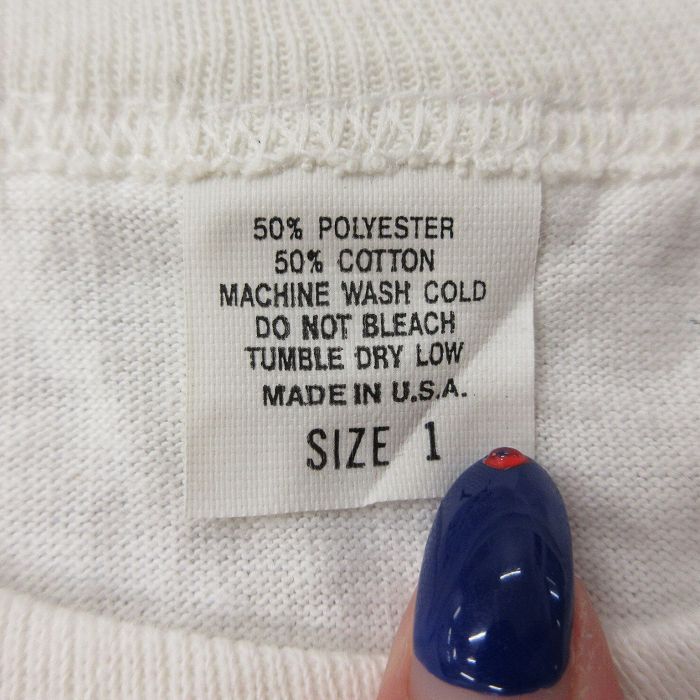 50% POLYESTER
50% COTTON
MACHINE WASH COLD
DO NOT BLEACH
TUMBLE DRY LOW
MADE IN U.S.A.
SIZE 1